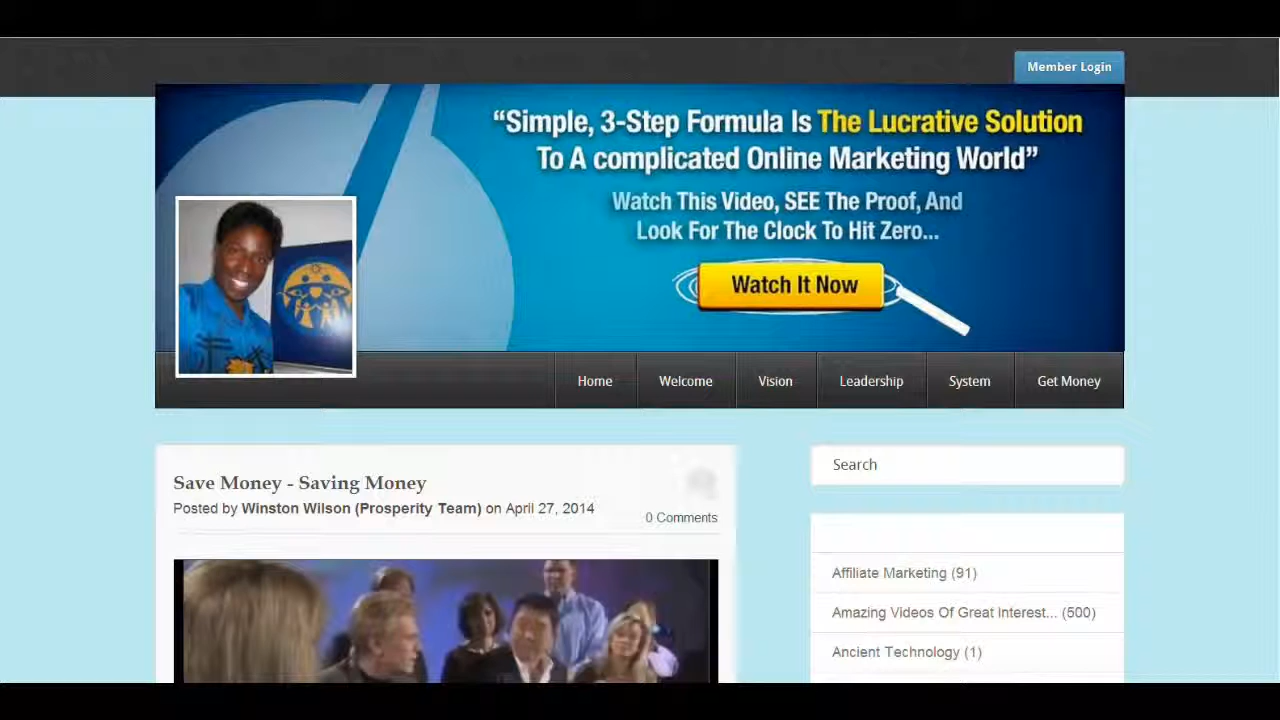 Member Login
“Simple, 3-Step Formula Is The Lucrative Solution
To A complicated Online Marketing World”
Watch This Video, SEE The Proof, And
Look For The Clock To Hit Zero...
Watch It Now
Home Welcome Vision Leadership System Get Money
Save Money - Saving Money
Posted by Winston Wilson (Prosperity Team) on April 27, 2014
0 Comments
Search
Affiliate Marketing (91)
Amazing Videos Of Great Interest... (500)
Ancient Technology (1)